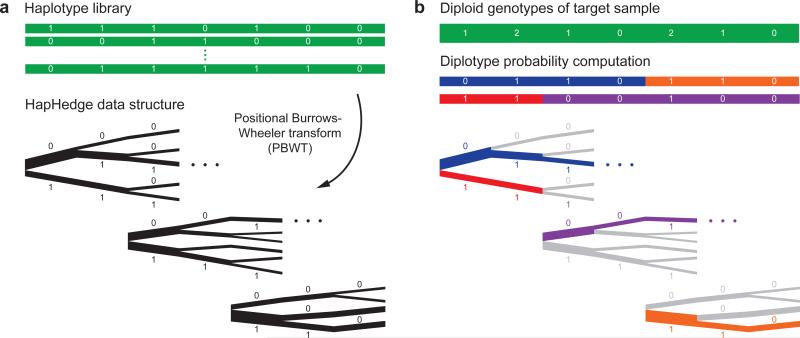 a
Haplotype library
1 1 1 0 1 0 0
0 0 1 1 0 0 0
0 1 1 1 1 1 0
HapHedge data structure
Positional Burrows-
Wheeler transform
(PBWT)
0
0 0
0
1 1
0
1 1
1
0 0
1
1 1
0 0
0
1
1
b
Diploid genotypes of target sample
1 2 1 0 2 1 0
Diplotype probability computation
0 1 1 0 1 1 0
1 1 0 0 1 0 0
0
0 0
0
1 1
0
1 1
1
0 0
1
1 1
0 0
0
1
1